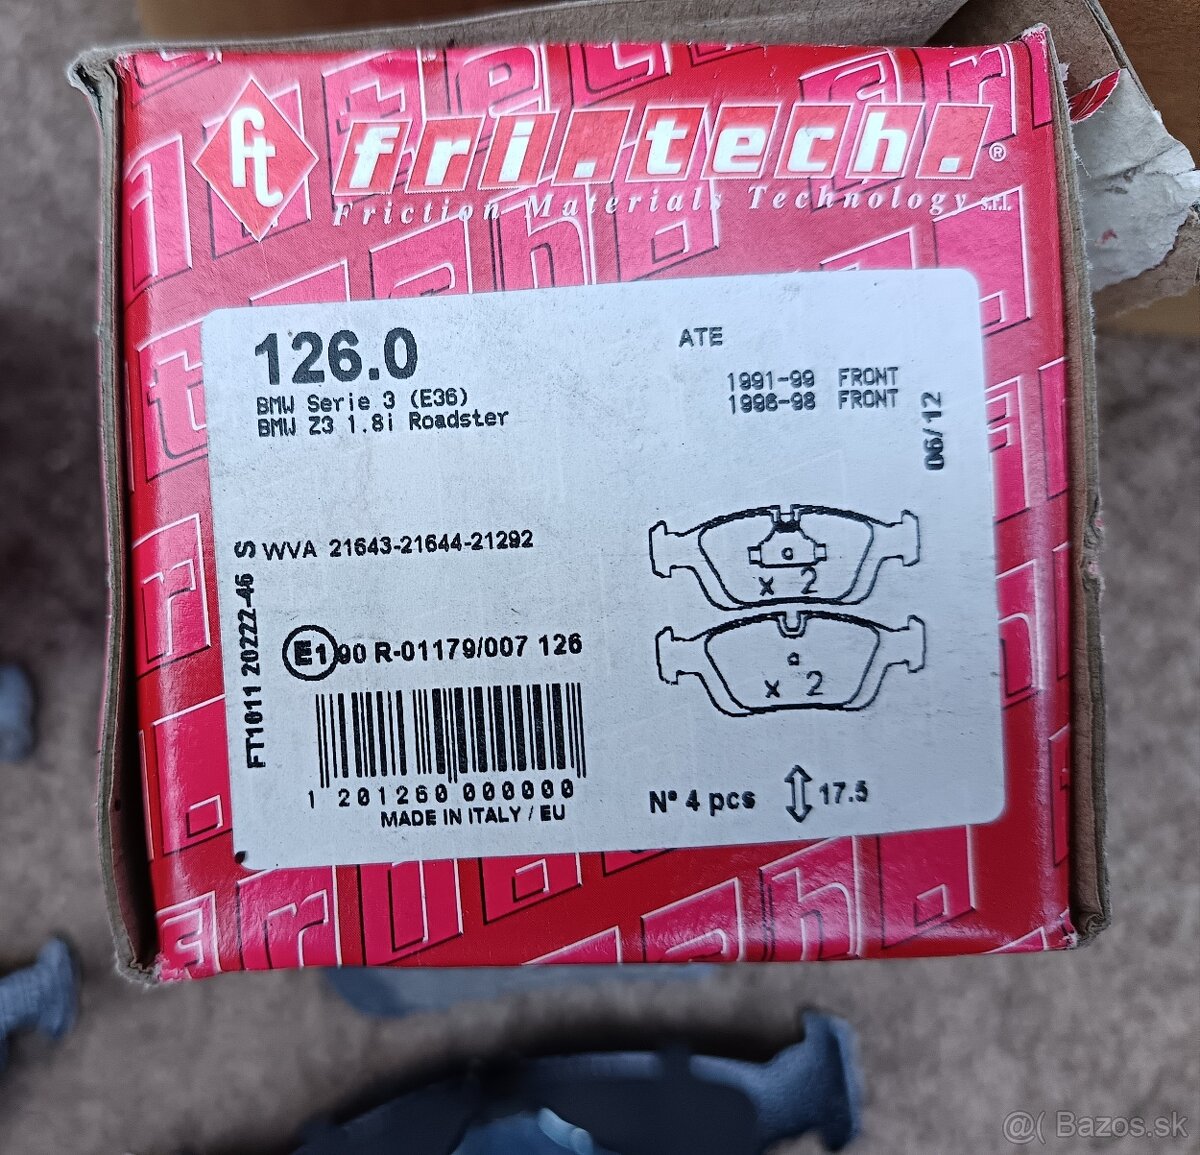 ft
fri.tech.®
Friction Materials Technology s.r.l.
126.0
ATE
BMW Serie 3 (E36) 1991-99 FRONT
BMW Z3 1.8i Roadster 1996-98 FRONT
06/12
S WVA 21643-21644-21292
FT1011 20222-46
E1 90 R-01179/007 126
a
x 2
a
x 2
1 201260 000000
MADE IN ITALY / EU
N° 4 pcs 17.5
@( Bazos.sk